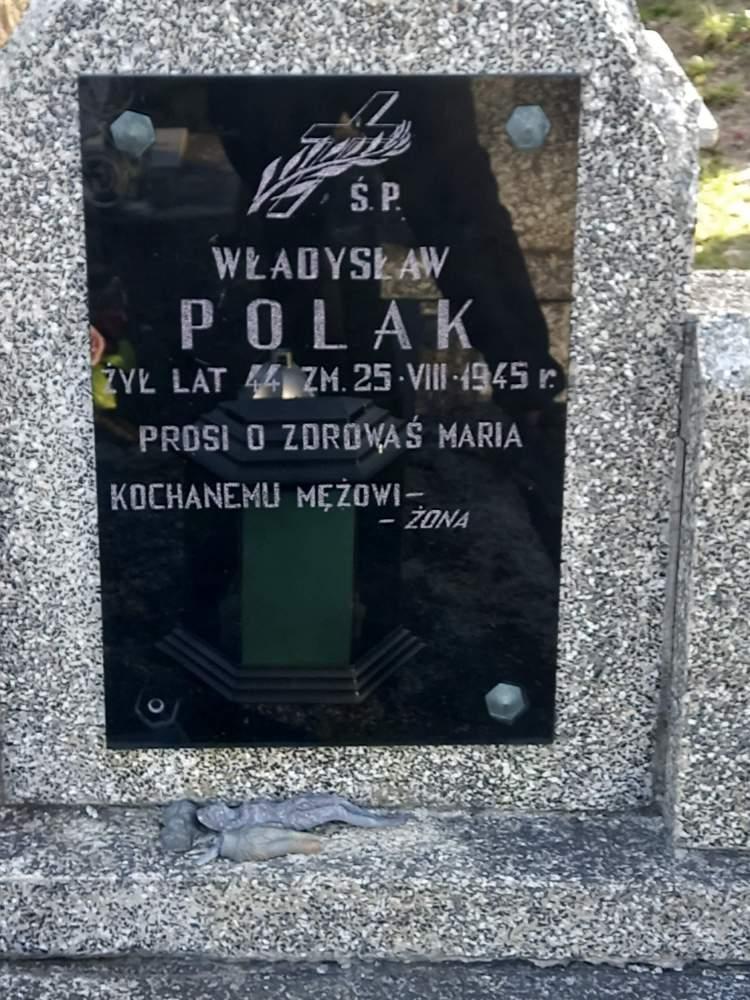 Ś.P.
WŁADYSŁAW
POLAK
ŻYŁ LAT 44 ZM. 25·VIII·1945 r.
PROSI O ZDROWAŚ MARIA
KOCHANEMU MĘŻOWI-
- ŻONA